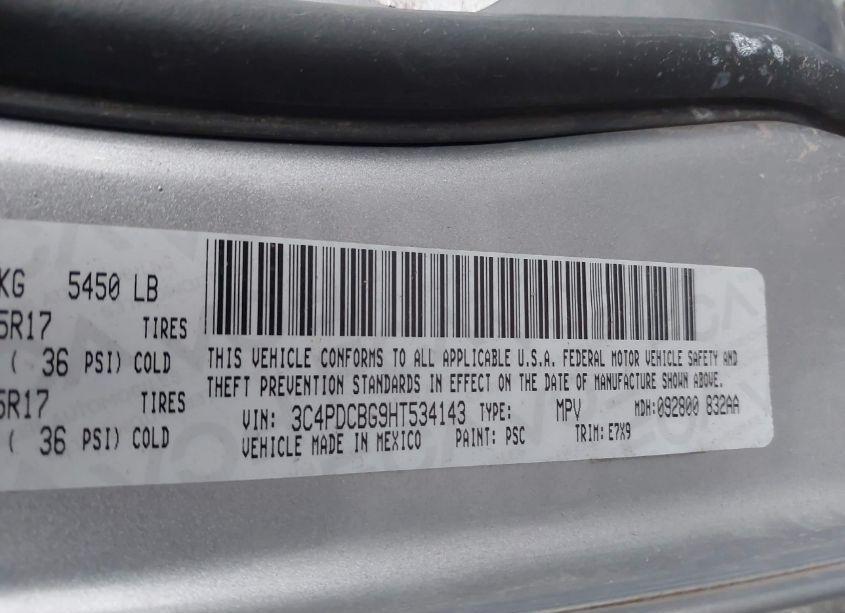 KG 5450 LB
5R17 TIRES
( 36 PSI) COLD
5R17 TIRES
( 36 PSI) COLD
THIS VEHICLE CONFORMS TO ALL APPLICABLE U.S.A. FEDERAL MOTOR VEHICLE SAFETY AND
THEFT PREVENTION STANDARDS IN EFFECT ON THE DATE OF MANUFACTURE SHOWN ABOVE.
VIN: 3C4PDCBG9HT534143 TYPE: MPV MDH:092800 832AA
VEHICLE MADE IN MEXICO PAINT: PSC TRIM: E7X9